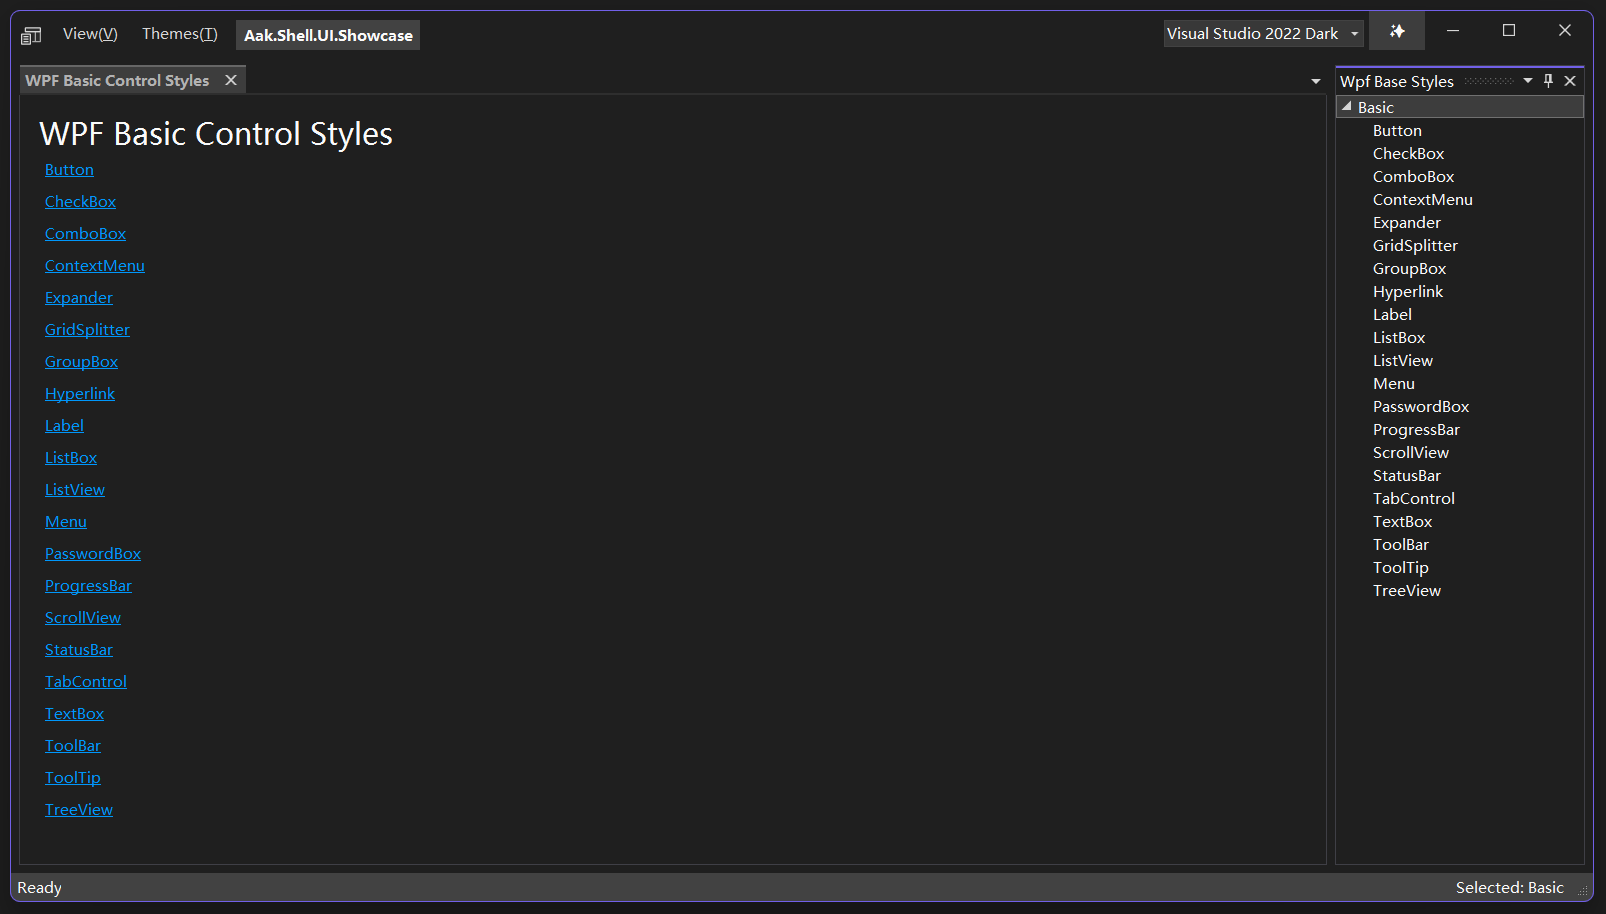 View(V) Themes(T) Aak.Shell.UI.Showcase Visual Studio 2022 Dark
WPF Basic Control Styles
WPF Basic Control Styles
Button
CheckBox
ComboBox
ContextMenu
Expander
GridSplitter
GroupBox
Hyperlink
Label
ListBox
ListView
Menu
PasswordBox
ProgressBar
ScrollView
StatusBar
TabControl
TextBox
ToolBar
ToolTip
TreeView
Wpf Base Styles
Basic
Button
CheckBox
ComboBox
ContextMenu
Expander
GridSplitter
GroupBox
Hyperlink
Label
ListBox
ListView
Menu
PasswordBox
ProgressBar
ScrollView
StatusBar
TabControl
TextBox
ToolBar
ToolTip
TreeView
Ready Selected: Basic